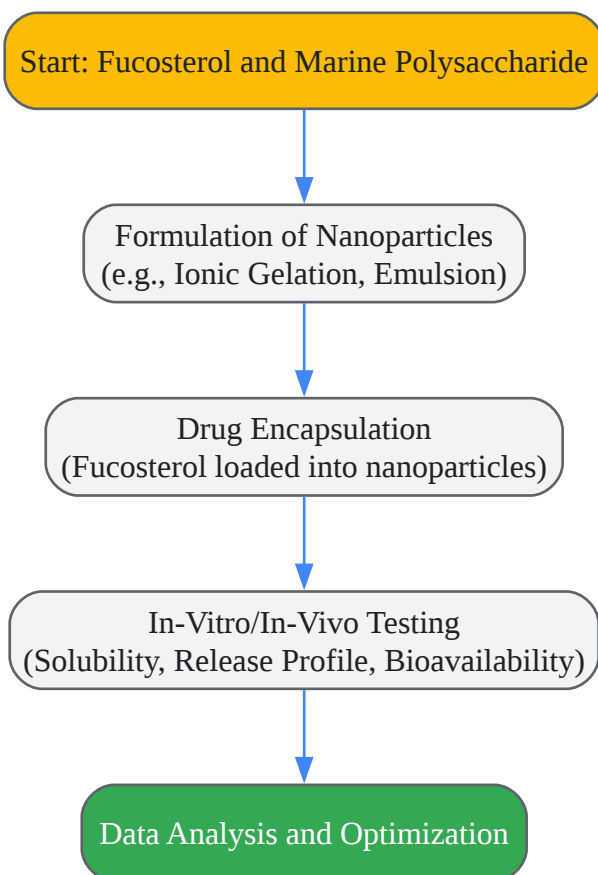 Start: Fucosterol and Marine Polysaccharide
Formulation of Nanoparticles
(e.g., Ionic Gelation, Emulsion)
Drug Encapsulation
(Fucosterol loaded into nanoparticles)
In-Vitro/In-Vivo Testing
(Solubility, Release Profile, Bioavailability)
Data Analysis and Optimization